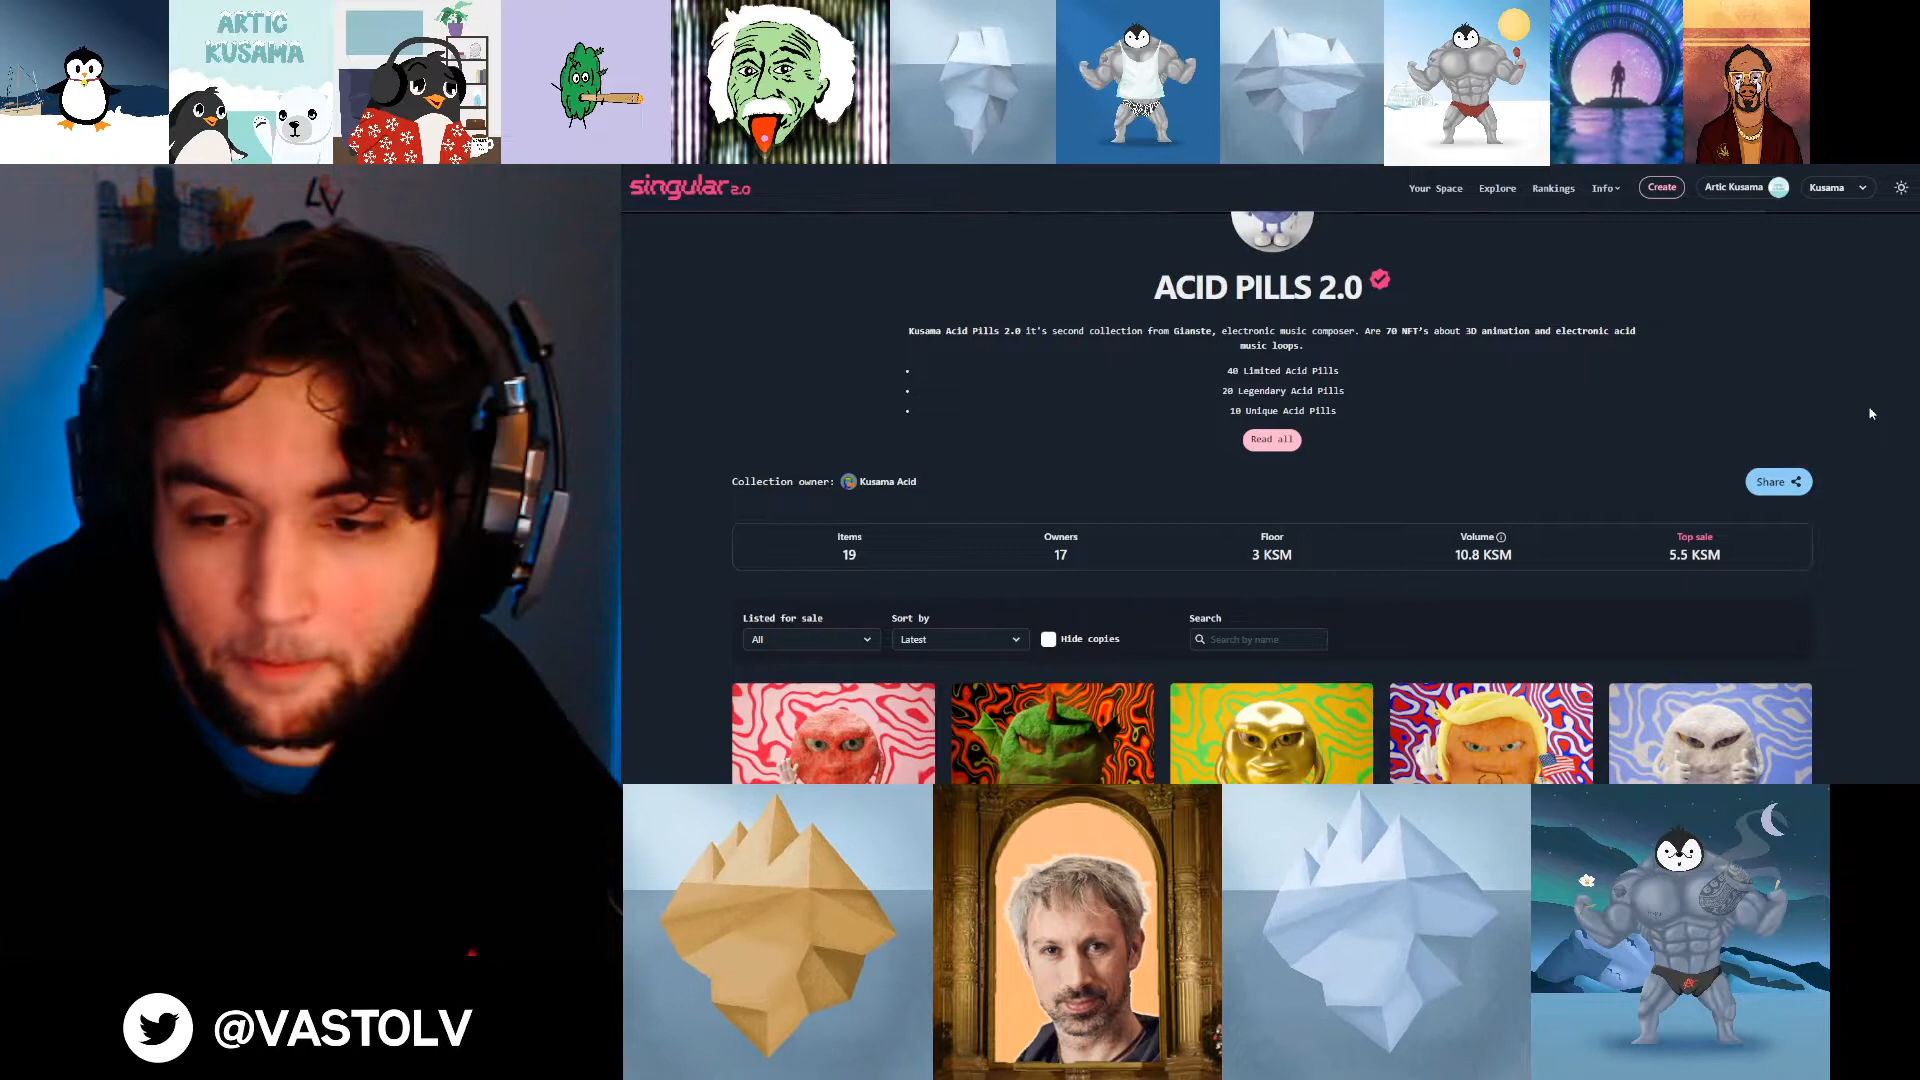 ARTIC
KUSAMA
LV
singular 2.0
Your Space
Explore
Rankings
Info
Create
Artic Kusama
Kusama
ACID PILLS 2.0
Kusama Acid Pills 2.0 it's second collection from Gianste, electronic music composer. Are 70 NFT's about 3D animation and electronic acid
music loops.
40 Limited Acid Pills
20 Legendary Acid Pills
10 Unique Acid Pills
Read all
Collection owner: Kusama Acid
Share
Items
19
Owners
17
Floor
3 KSM
Volume
10.8 KSM
Top sale
5.5 KSM
Listed for sale
All
Sort by
Latest
Hide copies
Search
Search by name
@VASTOLV